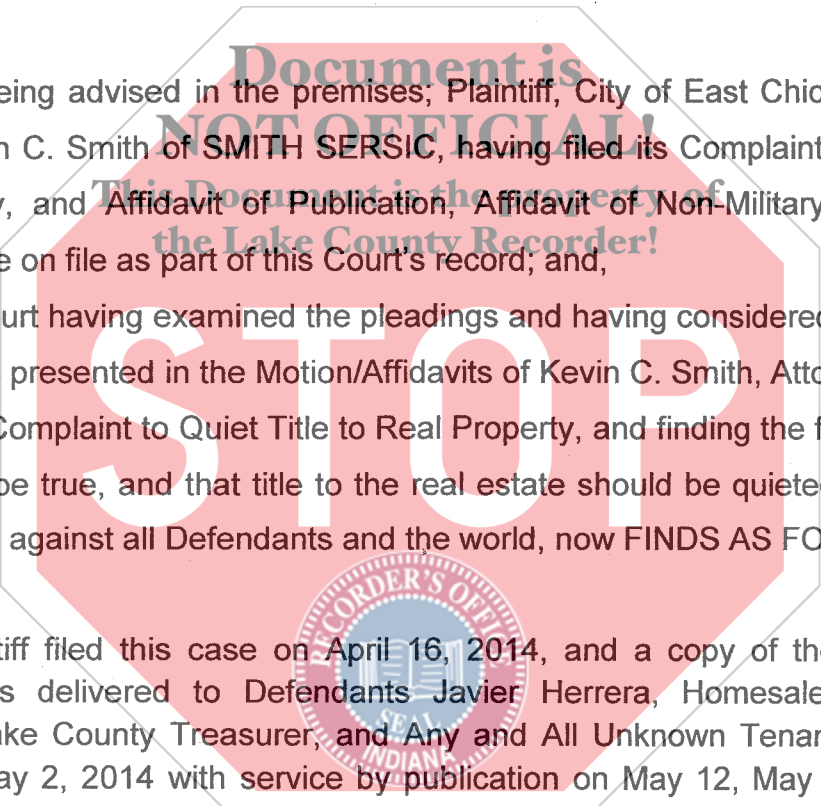 Document is
eing advised in the premises; Plaintiff, City of East Chic
NOT OFFICIAL!
n C. Smith of SMITH SERSIC, having filed its Complaint
This Document is the property of
y, and Affidavit of Publication, Affidavit of Non-Military
the Lake County Recorder!
e on file as part of this Court's record; and,
urt having examined the pleadings and having considered
presented in the Motion/Affidavits of Kevin C. Smith, Atto
STOP
Complaint to Quiet Title to Real Property, and finding the f
be true, and that title to the real estate should be quiete
against all Defendants and the world, now FINDS AS FO
RECORDER'S OFFICE
tiff filed this case on April 16, 2014, and a copy of th
s delivered to Defendants Javier Herrera, Homesale
SEAL
ake County Treasurer, and Any and All Unknown Tenan
INDIANA
ay 2, 2014 with service by publication on May 12, May